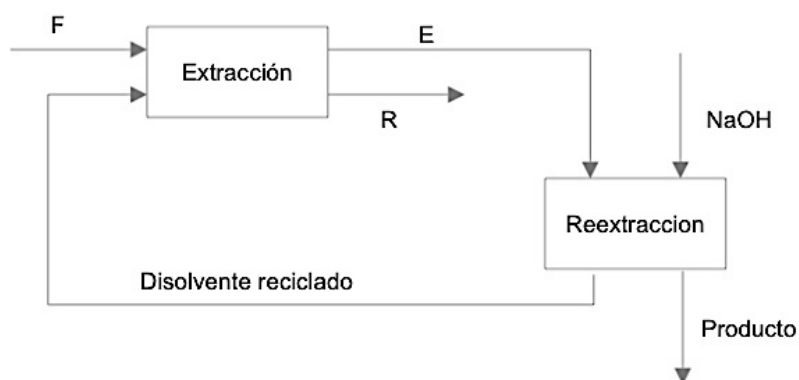 F
E
Extracción
R
NaOH
Reextraccion
Disolvente reciclado
Producto